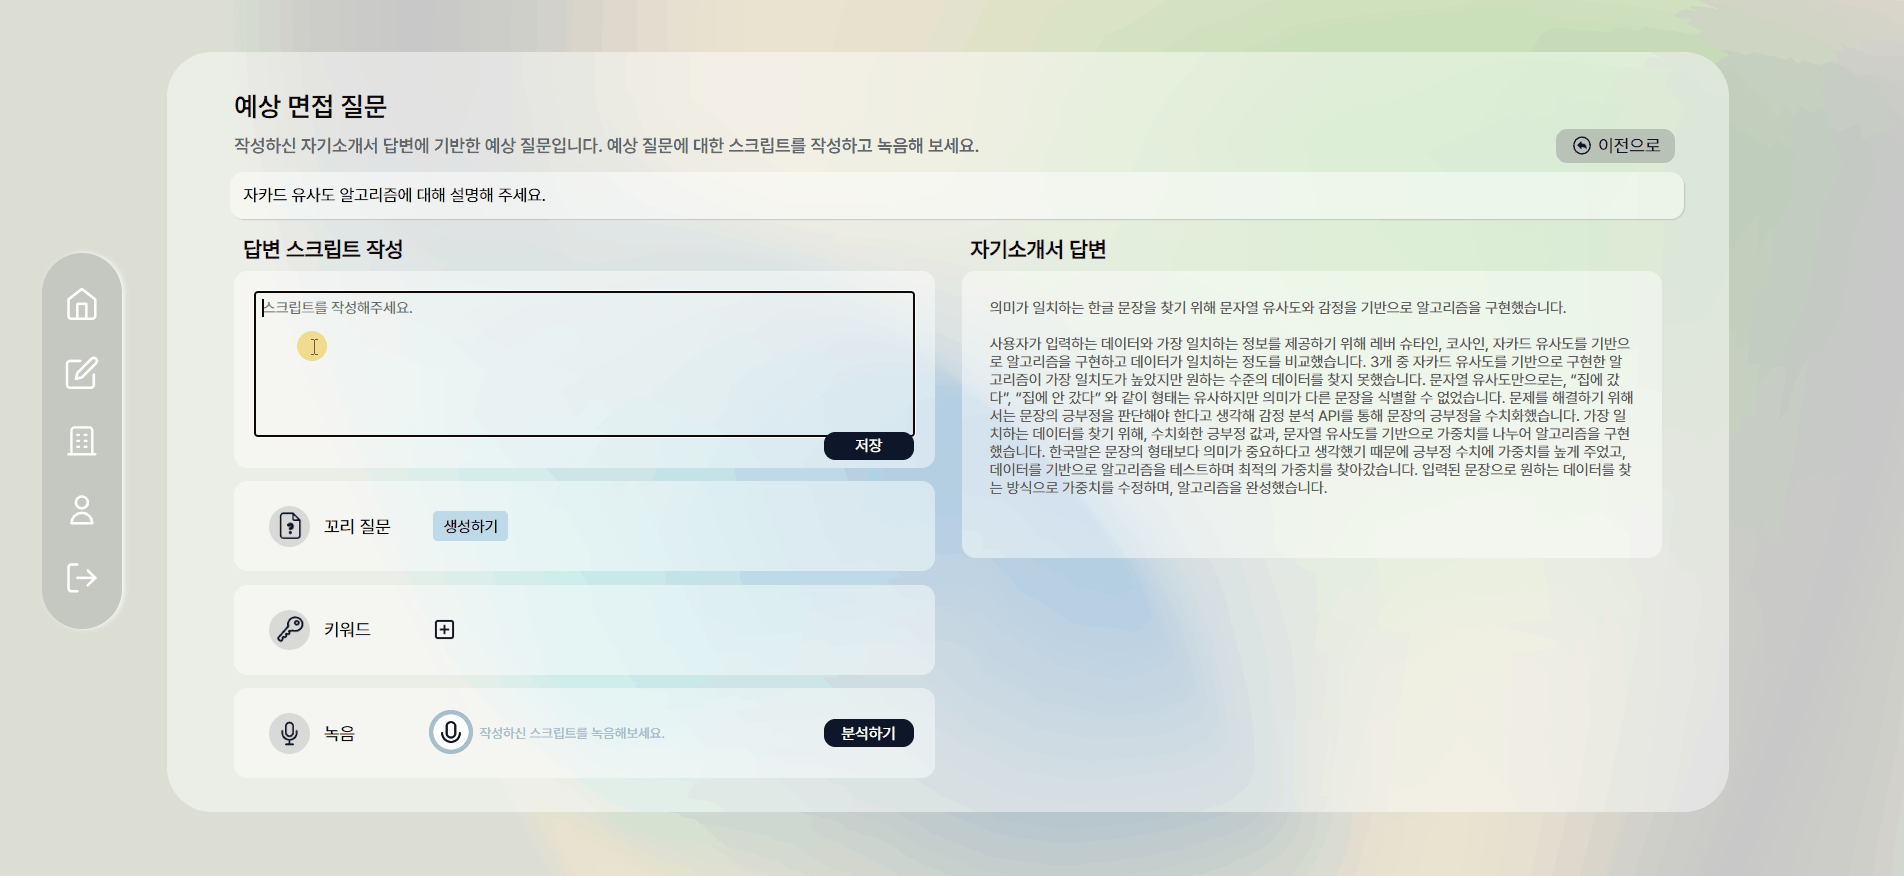 예상 면접 질문
작성하신 자기소개서 답변에 기반한 예상 질문입니다. 예상 질문에 대한 스크립트를 작성하고 녹음해 보세요.
이전으로
자카드 유사도 알고리즘에 대해 설명해 주세요.
답변 스크립트 작성
스크립트를 작성해주세요.
저장
꼬리 질문
생성하기
키워드
녹음
작성하신 스크립트를 녹음해보세요.
분석하기
자기소개서 답변
의미가 일치하는 한글 문장을 찾기 위해 문자열 유사도와 감정을 기반으로 알고리즘을 구현했습니다.
사용자가 입력하는 데이터와 가장 일치하는 정보를 제공하기 위해 레버 슈타인, 코사인, 자카드 유사도를 기반으
로 알고리즘을 구현하고 데이터가 일치하는 정도를 비교했습니다. 3개 중 자카드 유사도를 기반으로 구현한 알
고리즘이 가장 일치도가 높았지만 원하는 수준의 데이터를 찾지 못했습니다. 문자열 유사도만으로는, “집에 갔
다”, “집에 안 갔다” 와 같이 형태는 유사하지만 의미가 다른 문장을 식별할 수 없었습니다. 문제를 해결하기 위해
서는 문장의 긍부정을 판단해야 한다고 생각해 감정 분석 API를 통해 문장의 긍부정을 수치화했습니다. 가장 일
치하는 데이터를 찾기 위해, 수치화한 긍부정 값과, 문자열 유사도를 기반으로 가중치를 나누어 알고리즘을 구현
했습니다. 한국말은 문장의 형태보다 의미가 중요하다고 생각했기 때문에 긍부정 수치에 가중치를 높게 주었고,
데이터를 기반으로 알고리즘을 테스트하며 최적의 가중치를 찾아갔습니다. 입력된 문장으로 원하는 데이터를 찾
는 방식으로 가중치를 수정하며, 알고리즘을 완성했습니다.